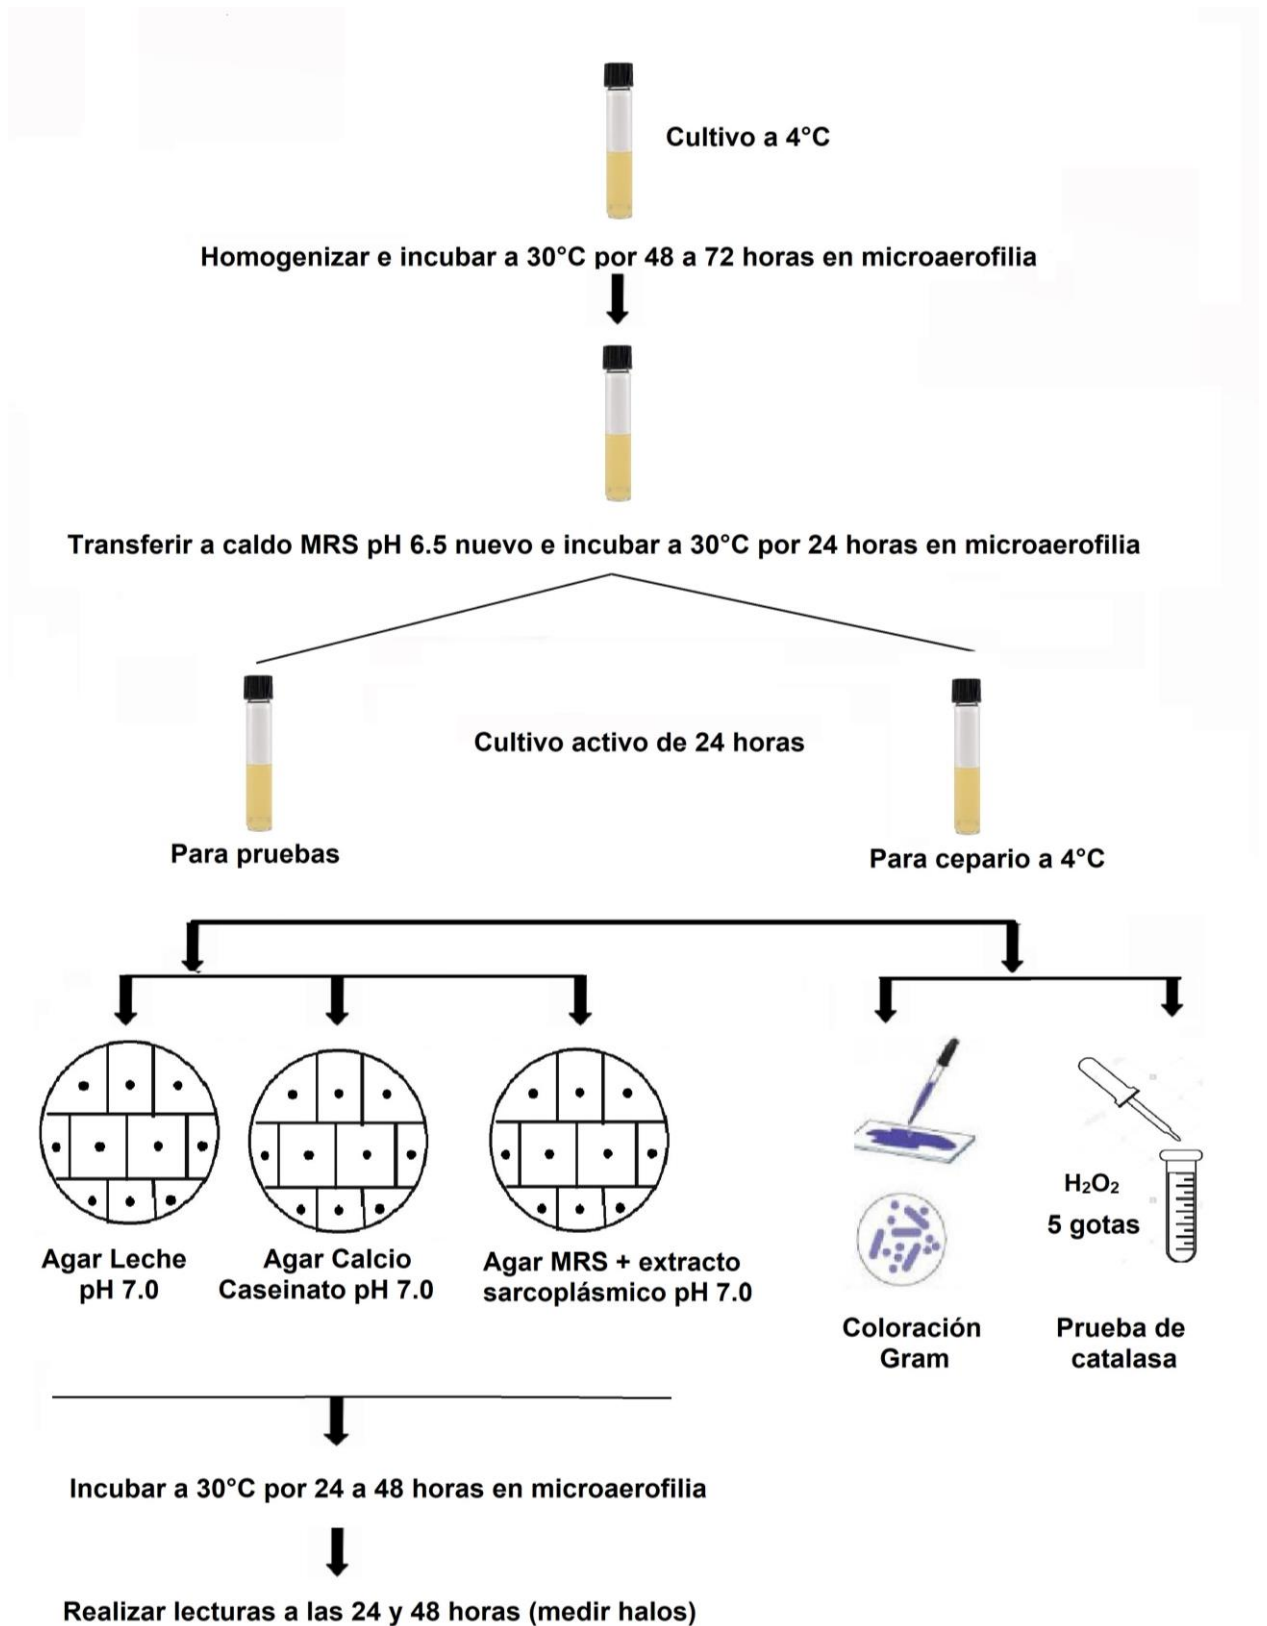 Cultivo a 4°C
Homogenizar e incubar a 30°C por 48 a 72 horas en microaerofilia
Transferir a caldo MRS pH 6.5 nuevo e incubar a 30°C por 24 horas en microaerofilia
Cultivo activo de 24 horas
Para pruebas
Para cepario a 4°C
Agar Leche
pH 7.0
Agar Calcio
Caseinato pH 7.0
Agar MRS + extracto
sarcoplásmico pH 7.0
H₂O₂
5 gotas
Coloración
Gram
Prueba de
catalasa
Incubar a 30°C por 24 a 48 horas en microaerofilia
Realizar lecturas a las 24 y 48 horas (medir halos)